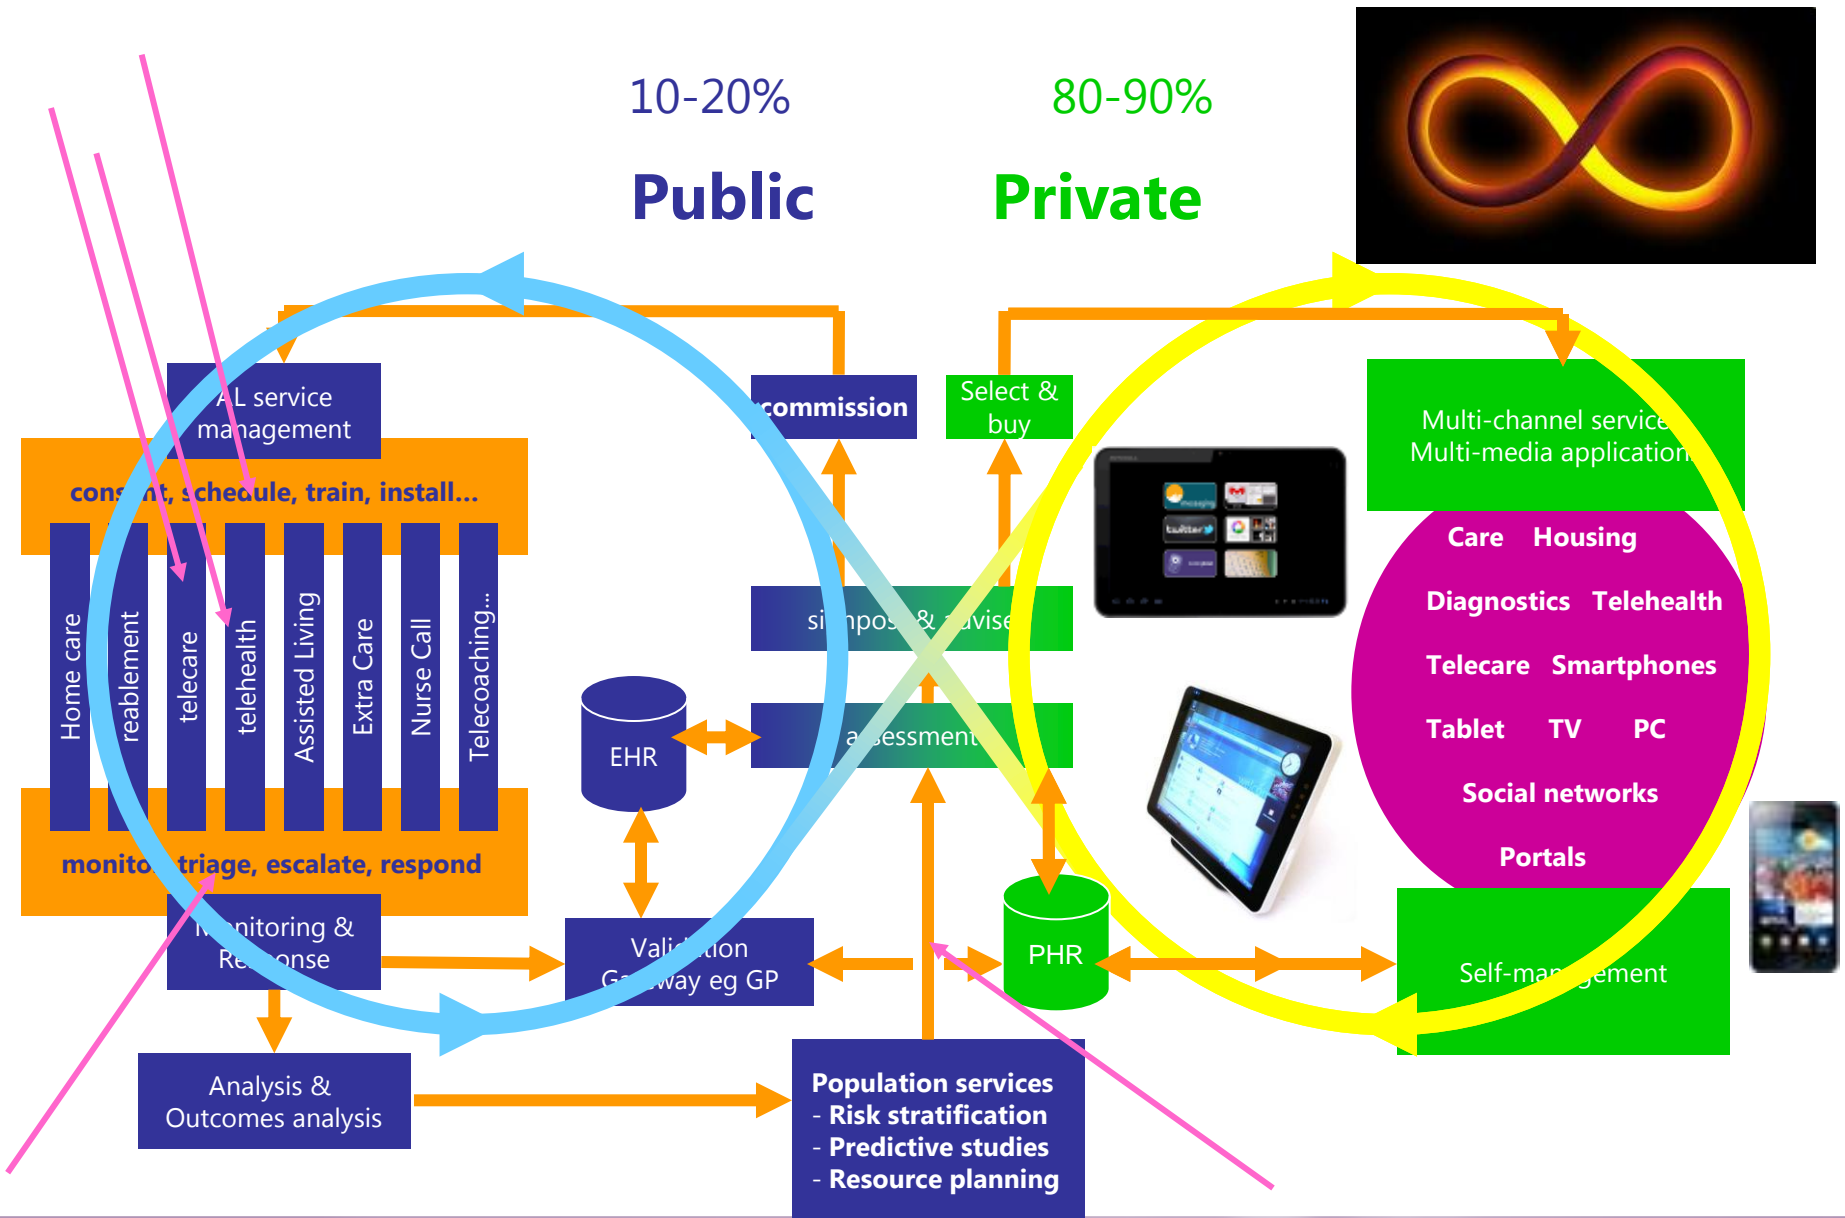 10-20%
80-90%
Public
Private
AL service
management
commission
Select &
buy
Multi-channel service
Multi-media application
consent, schedule, train, install...
Home care
reablement
telecare
telehealth
Assisted Living
Extra Care
Nurse Call
Telecoaching...
signpost & advise
assessment
EHR
twitter
Care Housing
Diagnostics Telehealth
Telecare Smartphones
Tablet TV PC
Social networks
Portals
monitor, triage, escalate, respond
Monitoring &
Response
Validation
Gateway eg GP
PHR
Self-management
Analysis &
Outcomes analysis
Population services
- Risk stratification
- Predictive studies
- Resource planning